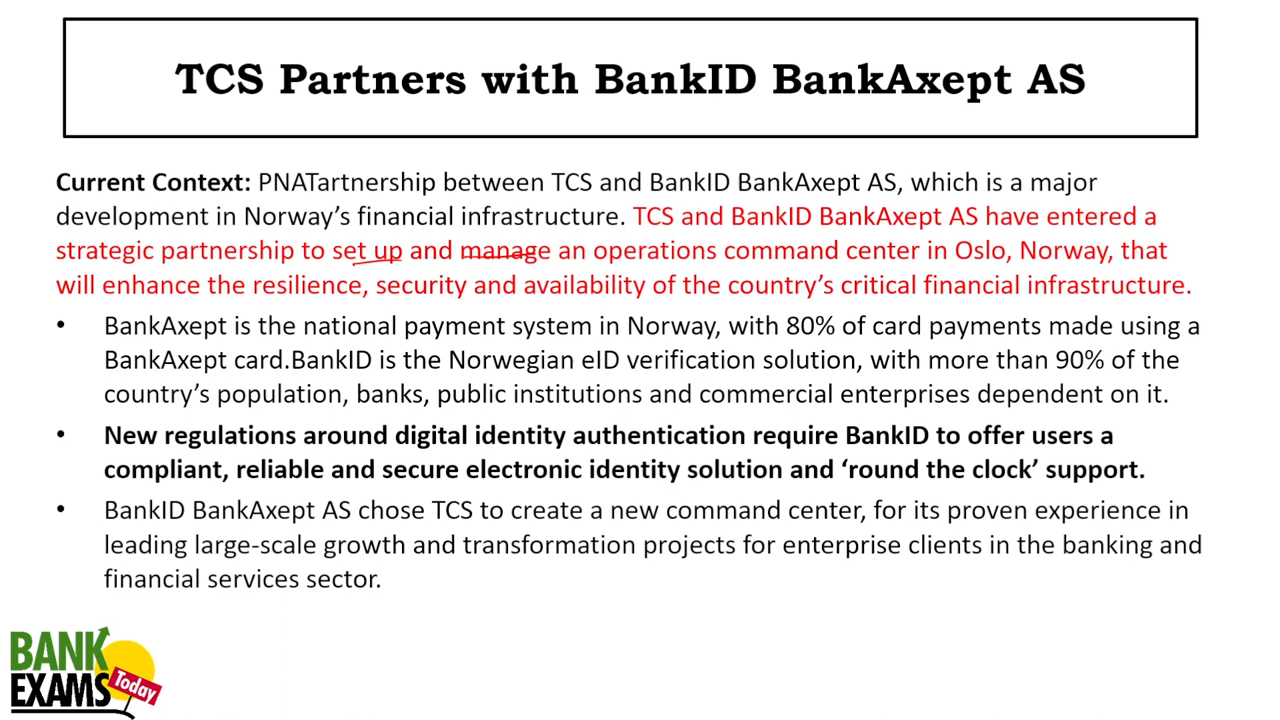 TCS Partners with BankID BankAxept AS
Current Context: PNATartnership between TCS and BankID BankAxept AS, which is a major
development in Norway’s financial infrastructure. TCS and BankID BankAxept AS have entered a
strategic partnership to set up and manage an operations command center in Oslo, Norway, that
will enhance the resilience, security and availability of the country’s critical financial infrastructure.
• BankAxept is the national payment system in Norway, with 80% of card payments made using a
BankAxept card.BankID is the Norwegian eID verification solution, with more than 90% of the
country’s population, banks, public institutions and commercial enterprises dependent on it.
• New regulations around digital identity authentication require BankID to offer users a
compliant, reliable and secure electronic identity solution and ‘round the clock’ support.
• BankID BankAxept AS chose TCS to create a new command center, for its proven experience in
leading large-scale growth and transformation projects for enterprise clients in the banking and
financial services sector.
BANK
EXAMS
Today